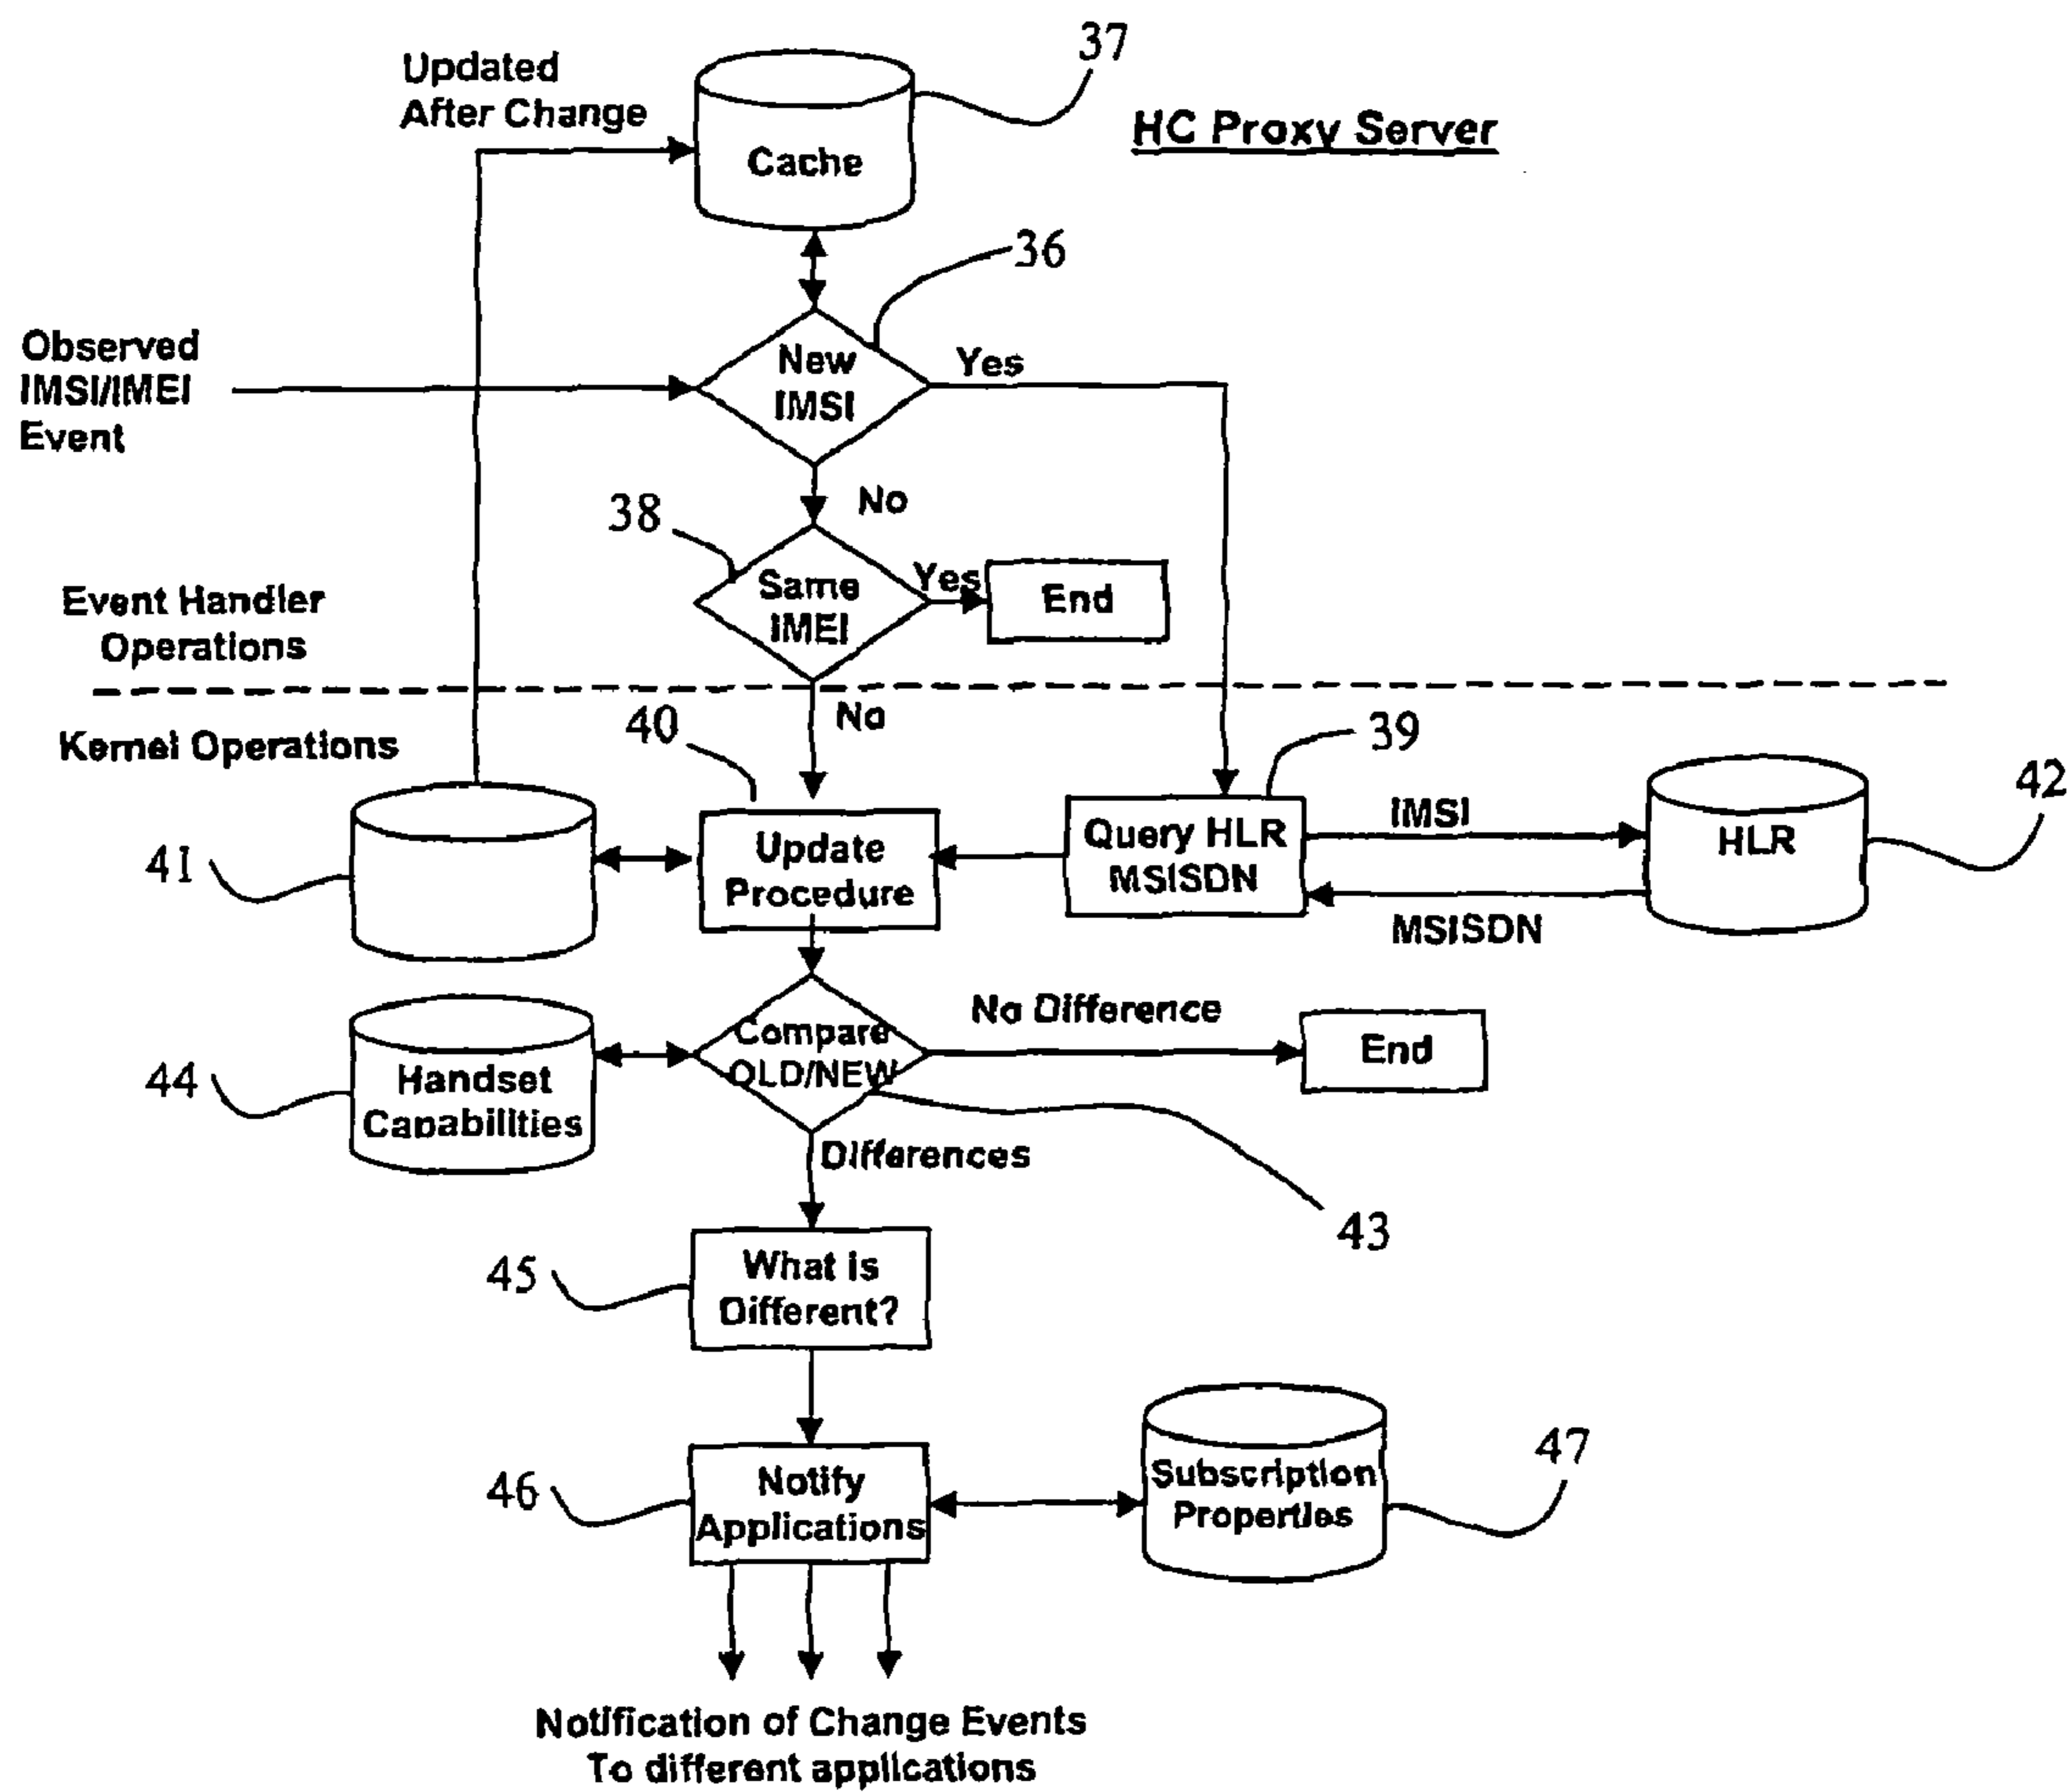 37
Updated
After Change
HC Proxy Server
Cache
36
Observed
IMSI/IMEI
Event
New
IMSI
Yes
No
38
Same
IMEI
Yes
End
Event Handler
Operations
No
Kernel Operations
40
39
42
41
Update
Procedure
Query HLR
MSISDN
IMSI
HLR
MSISDN
44
Handset
Capabilities
Compare
OLD/NEW
No Difference
End
Differences
43
45
What is
Different?
46
Notify
Applications
Subscription
Properties
47
Notification of Change Events
To different applications